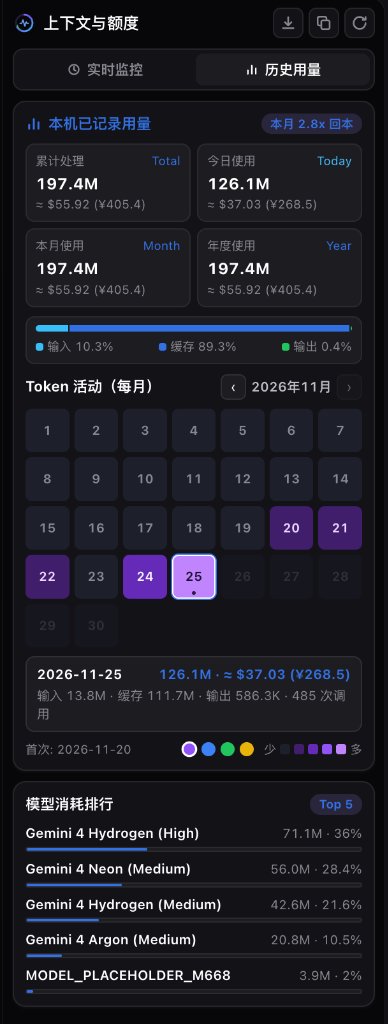 上下文与额度
实时监控
历史用量
本机已记录用量
本月 2.8x 回本
累计处理 Total
197.4M
≈ $55.92 (¥405.4)
今日使用 Today
126.1M
≈ $37.03 (¥268.5)
本月使用 Month
197.4M
≈ $55.92 (¥405.4)
年度使用 Year
197.4M
≈ $55.92 (¥405.4)
输入 10.3% 缓存 89.3% 输出 0.4%
Token 活动（每月） ‹ 2026年11月 ›
1 2 3 4 5 6 7
8 9 10 11 12 13 14
15 16 17 18 19 20 21
22 23 24 25 26 27 28
29 30
2026-11-25 126.1M · ≈ $37.03 (¥268.5)
输入 13.8M · 缓存 111.7M · 输出 586.3K · 485 次调
用
首次: 2026-11-20 少 多
模型消耗排行 Top 5
Gemini 4 Hydrogen (High) 71.1M · 36%
Gemini 4 Neon (Medium) 56.0M · 28.4%
Gemini 4 Hydrogen (Medium) 42.6M · 21.6%
Gemini 4 Argon (Medium) 20.8M · 10.5%
MODEL_PLACEHOLDER_M668 3.9M · 2%